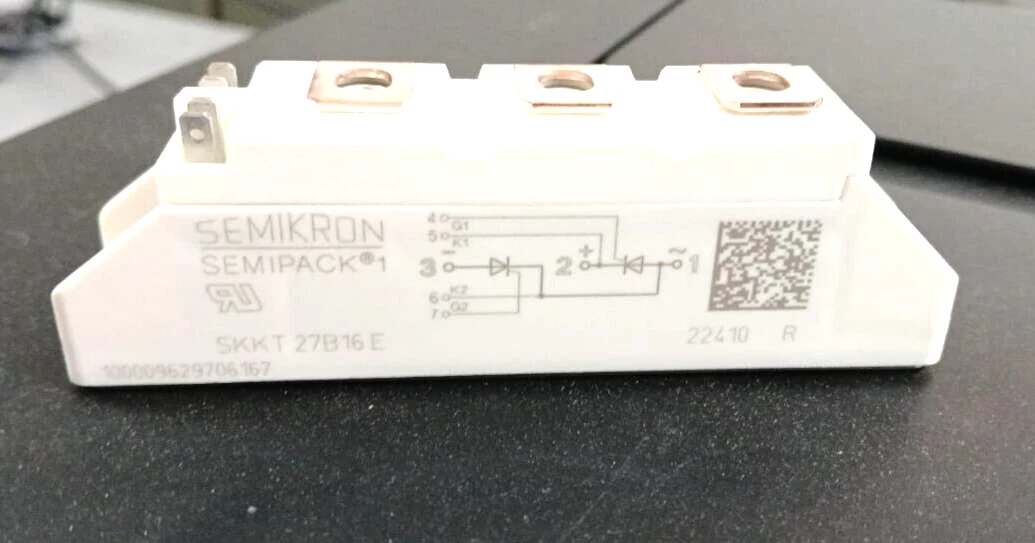 SEMIKRON
SEMIPACK® 1
SKKT 27B16 E
100009629706167
4 G1
5 K1
- + ~
3 2 1
6 K2
7 G2
22410 R